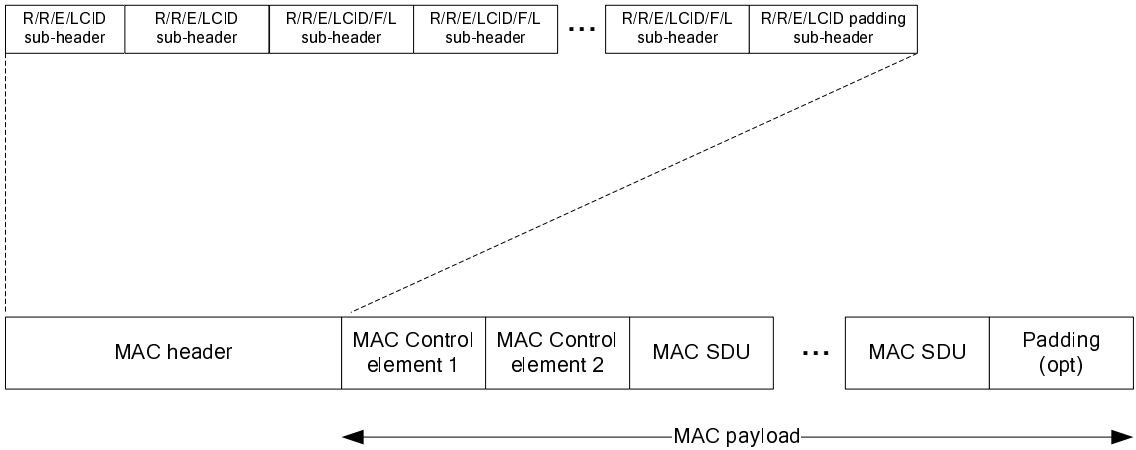 R/R/E/LCID
sub-header
R/R/E/LCID
sub-header
R/R/E/LCID/F/L
sub-header
R/R/E/LCID/F/L
sub-header
...
R/R/E/LCID/F/L
sub-header
R/R/E/LCID padding
sub-header
MAC header
MAC Control
element 1
MAC Control
element 2
MAC SDU
...
MAC SDU
Padding
(opt)
MAC payload